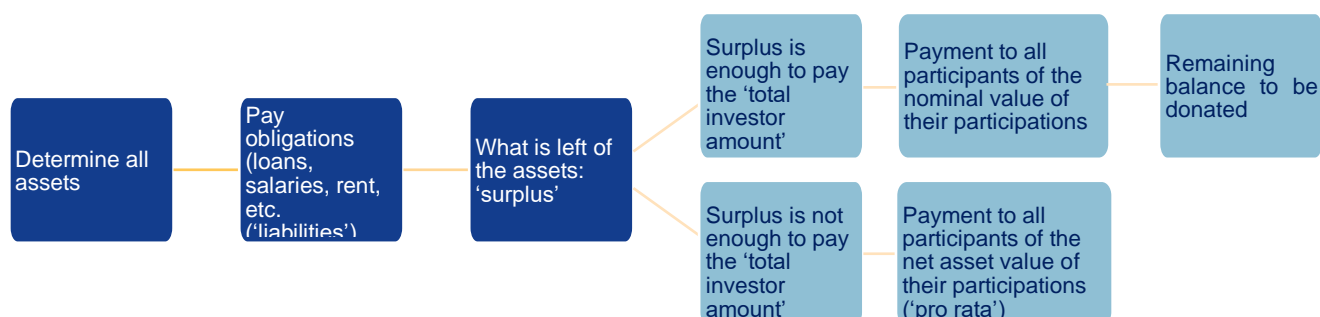 Determine all
assets
Pay
obligations
(loans,
salaries, rent,
etc.
('liabilities')
What is left of
the assets:
‘surplus’
Surplus is
enough to pay
the ‘total
investor
amount’
Payment to all
participants of the
nominal value of
their participations
Remaining
balance to be
donated
Surplus is not
enough to pay
the ‘total
investor
amount’
Payment to all
participants of the
net asset value of
their participations
(‘pro rata’)